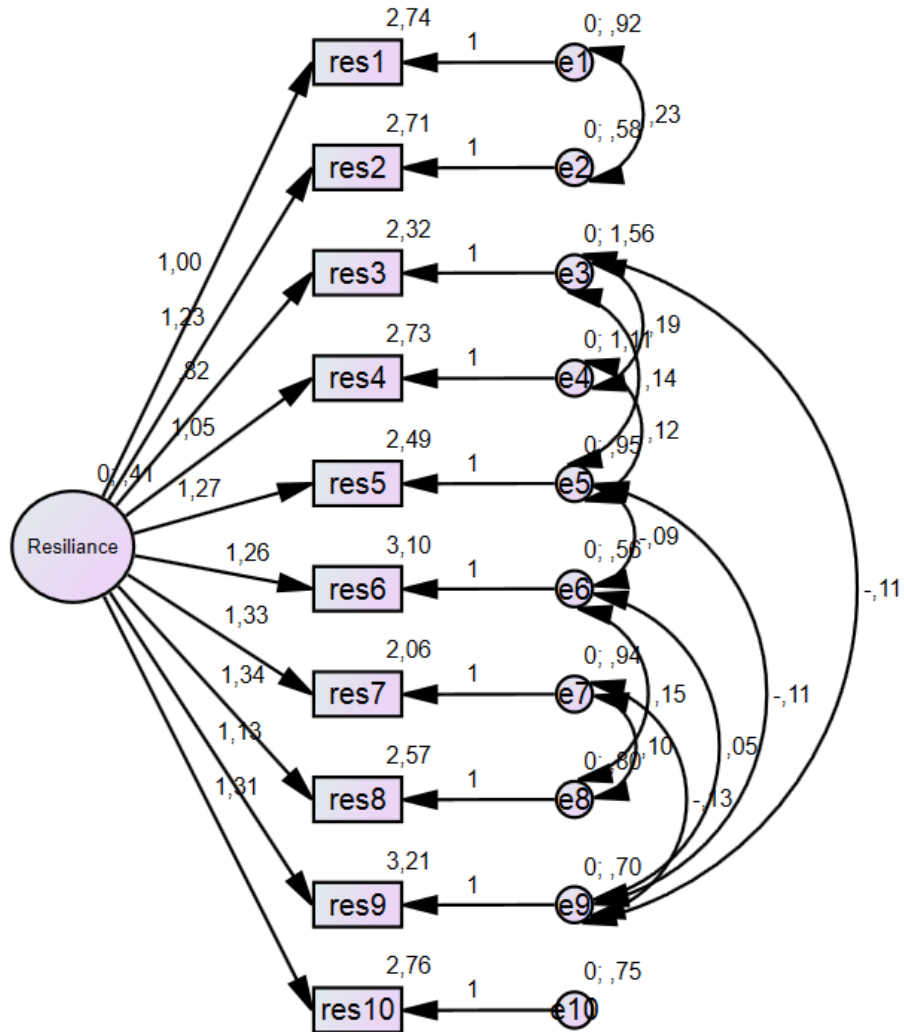 2,74
0; ,92
res1
1
e1
,23
2,71
0; ,58
res2
1
e2
2,32
0; 1,56
1,00
res3
1
e3
1,23
2,73
0; 1,11
,19
,82
res4
1
e4
,14
1,05
2,49
0; ,95
,12
0; ,41
1,27
res5
1
e5
Resiliance
1,26
3,10
0; ,56
-,09
res6
1
e6
-,11
1,33
2,06
0; ,94
1,34
res7
1
e7
,15
-,11
1,13
2,57
0; ,80
,10
,05
1,31
res8
1
e8
-,13
3,21
0; ,70
res9
1
e9
2,76
0; ,75
res10
1
e10